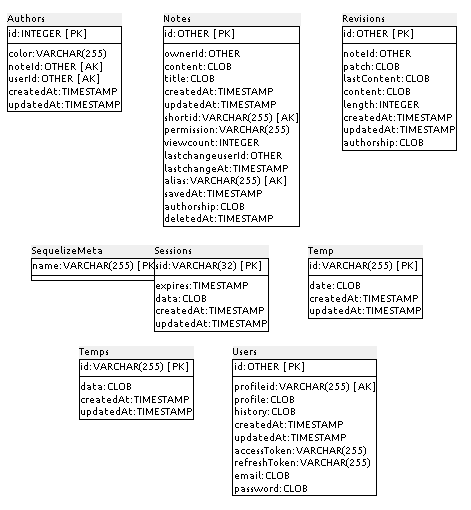 Authors
id:INTEGER [PK]
color:VARCHAR(255)
noteId:OTHER [AK]
userId:OTHER [AK]
createdAt:TIMESTAMP
updatedAt:TIMESTAMP
Notes
id:OTHER [PK]
ownerId:OTHER
content:CLOB
title:CLOB
createdAt:TIMESTAMP
updatedAt:TIMESTAMP
shortid:VARCHAR(255) [AK]
permission:VARCHAR(255)
viewcount:INTEGER
lastchangeuserId:OTHER
lastchangeAt:TIMESTAMP
alias:VARCHAR(255) [AK]
savedAt:TIMESTAMP
authorship:CLOB
deletedAt:TIMESTAMP
Revisions
id:OTHER [PK]
noteId:OTHER
patch:CLOB
lastContent:CLOB
content:CLOB
length:INTEGER
createdAt:TIMESTAMP
updatedAt:TIMESTAMP
authorship:CLOB
SequelizeMeta
name:VARCHAR(255) [PK
Sessions
sid:VARCHAR(32) [PK]
expires:TIMESTAMP
data:CLOB
createdAt:TIMESTAMP
updatedAt:TIMESTAMP
Temp
id:VARCHAR(255) [PK]
date:CLOB
createdAt:TIMESTAMP
updatedAt:TIMESTAMP
Temps
id:VARCHAR(255) [PK]
data:CLOB
createdAt:TIMESTAMP
updatedAt:TIMESTAMP
Users
id:OTHER [PK]
profileid:VARCHAR(255) [AK]
profile:CLOB
history:CLOB
createdAt:TIMESTAMP
updatedAt:TIMESTAMP
accessToken:VARCHAR(255)
refreshToken:VARCHAR(255)
email:CLOB
password:CLOB